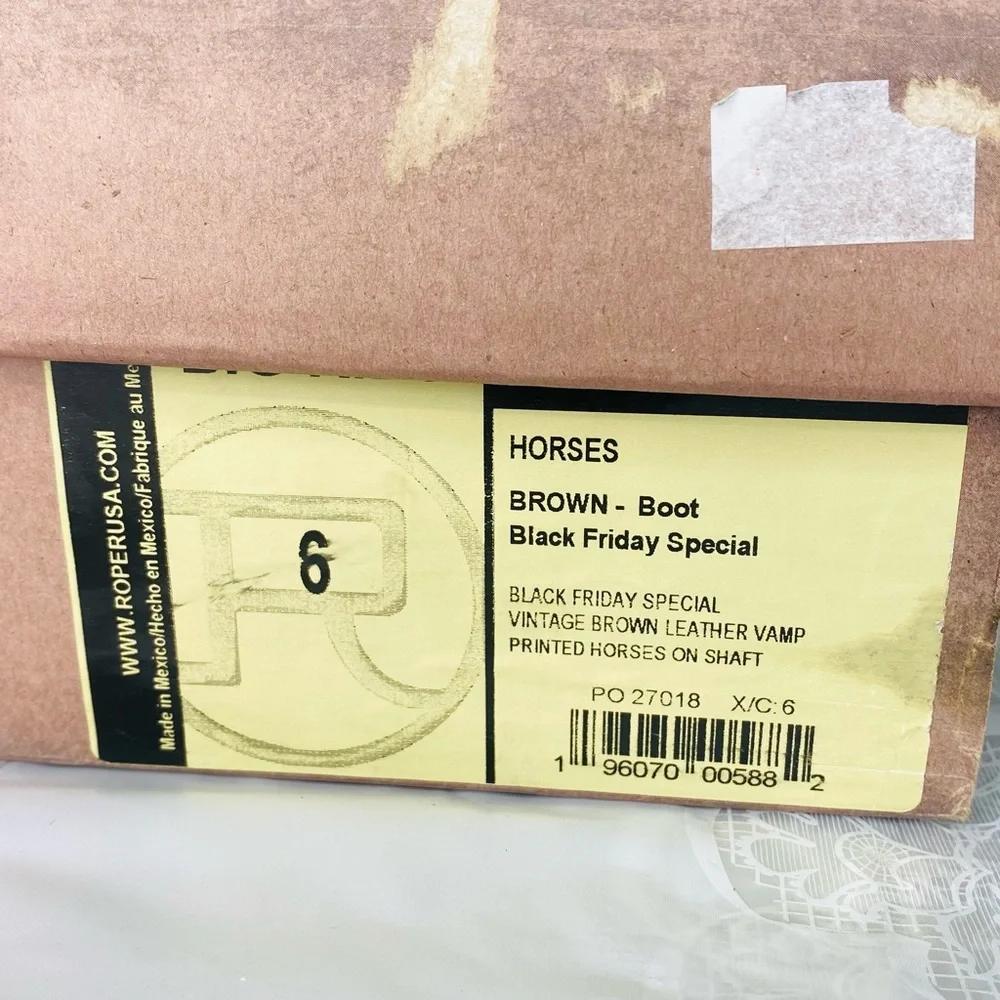 WWW.ROPERUSA.COM
Made in Mexico/Hecho en Mexico/Fabrique au Me
6
HORSES
BROWN - Boot
Black Friday Special
BLACK FRIDAY SPECIAL
VINTAGE BROWN LEATHER VAMP
PRINTED HORSES ON SHAFT
PO 27018 X/C: 6
1 96070 00588 2